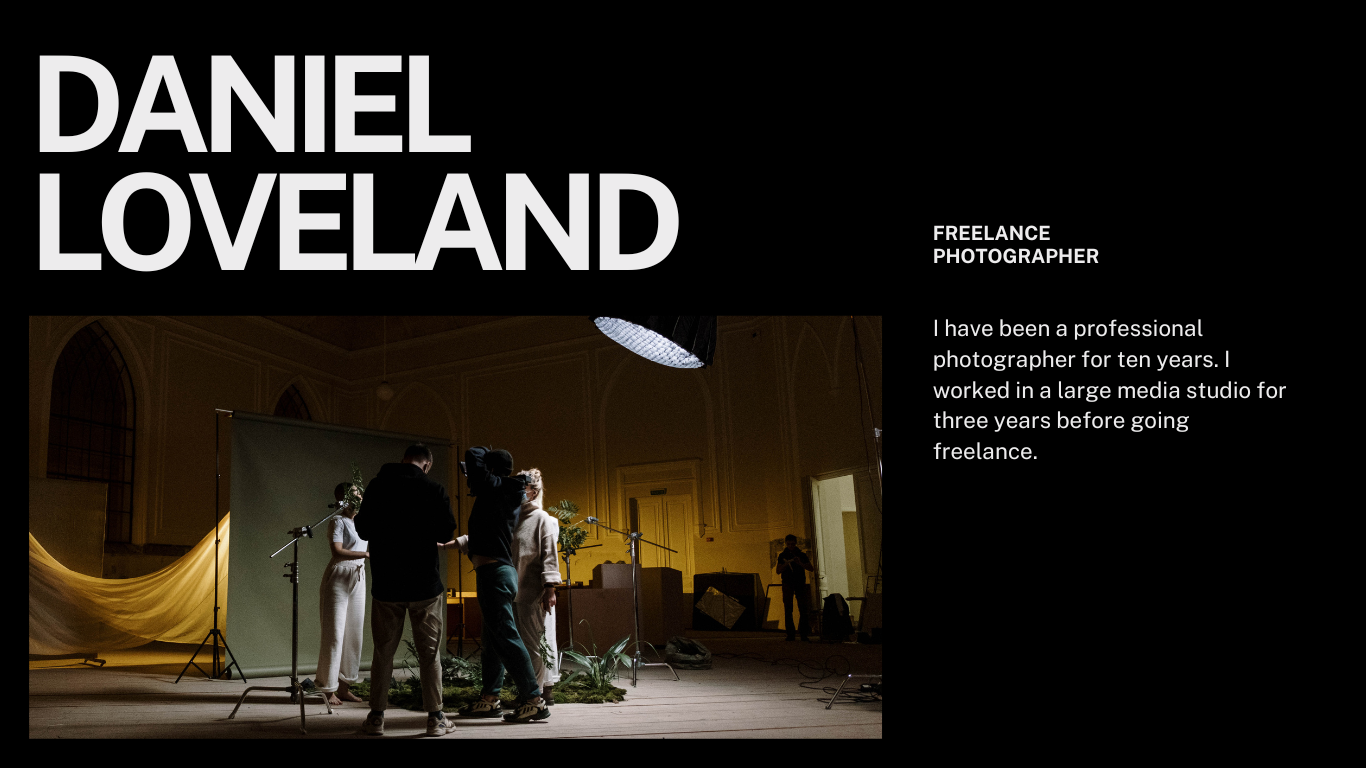 DANIEL
LOVELAND
FREELANCE
PHOTOGRAPHER
I have been a professional
photographer for ten years. I
worked in a large media studio for
three years before going
freelance.